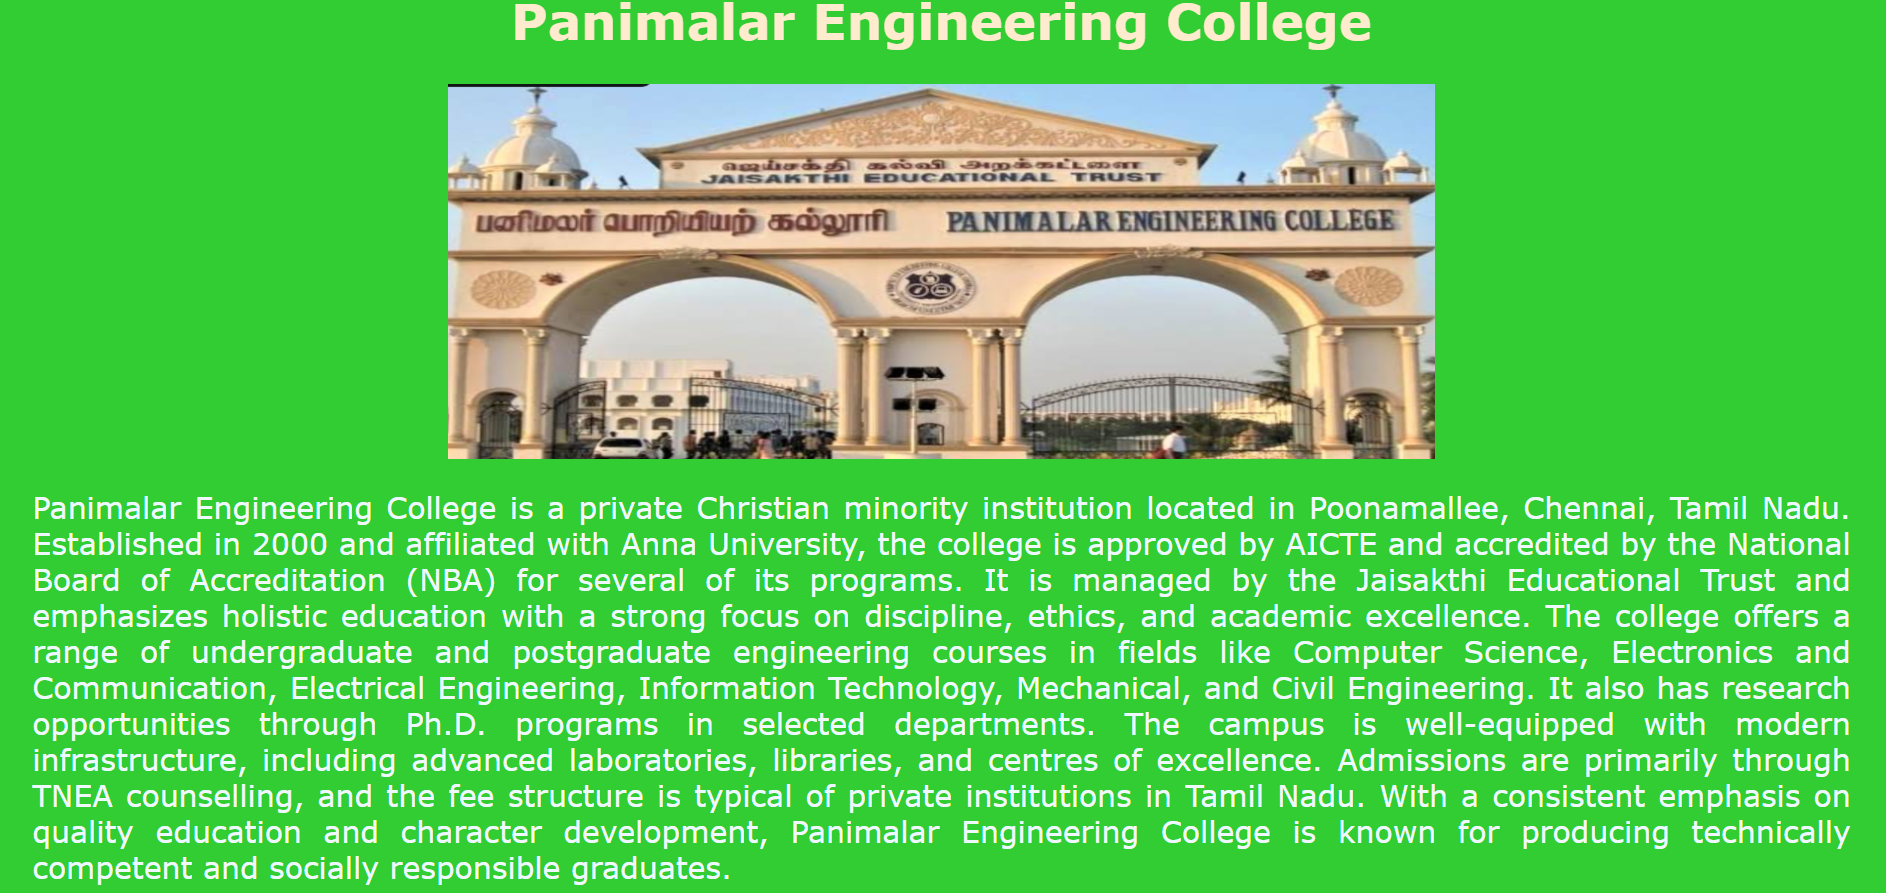 Panimalar Engineering College
ஜெய்சக்தி கல்வி அறக்கட்டளை
JAISAKTHI EDUCATIONAL TRUST
பனிமலர் பொறியியற் கல்லூரி PANIMALAR ENGINEERING COLLEGE
Panimalar Engineering College is a private Christian minority institution located in Poonamallee, Chennai, Tamil Nadu.
Established in 2000 and affiliated with Anna University, the college is approved by AICTE and accredited by the National
Board of Accreditation (NBA) for several of its programs. It is managed by the Jaisakthi Educational Trust and
emphasizes holistic education with a strong focus on discipline, ethics, and academic excellence. The college offers a
range of undergraduate and postgraduate engineering courses in fields like Computer Science, Electronics and
Communication, Electrical Engineering, Information Technology, Mechanical, and Civil Engineering. It also has research
opportunities through Ph.D. programs in selected departments. The campus is well-equipped with modern
infrastructure, including advanced laboratories, libraries, and centres of excellence. Admissions are primarily through
TNEA counselling, and the fee structure is typical of private institutions in Tamil Nadu. With a consistent emphasis on
quality education and character development, Panimalar Engineering College is known for producing technically
competent and socially responsible graduates.